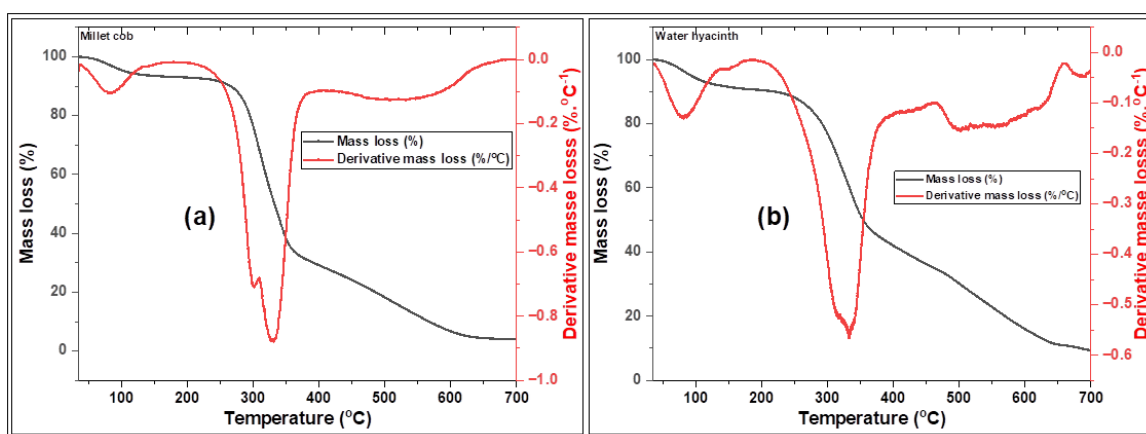 Millet cob
100
80
60
40
20
0
Mass loss (%)
0.0
−0.2
−0.4
−0.6
−0.8
−1.0
Derivative masse losss (%.°C⁻¹)
Mass loss (%)
Derivative mass loss (%/°C)
(a)
100 200 300 400 500 600 700
Temperature (°C)
Water hyacinth
100
80
60
40
20
10
0
Mass loss (%)
0.0
−0.1
−0.2
−0.3
−0.4
−0.5
−0.6
Derivative masse losss (%.°C⁻¹)
Mass loss (%)
Derivative mass loss (%/°C)
(b)
100 200 300 400 500 600 700
Temperature (°C)